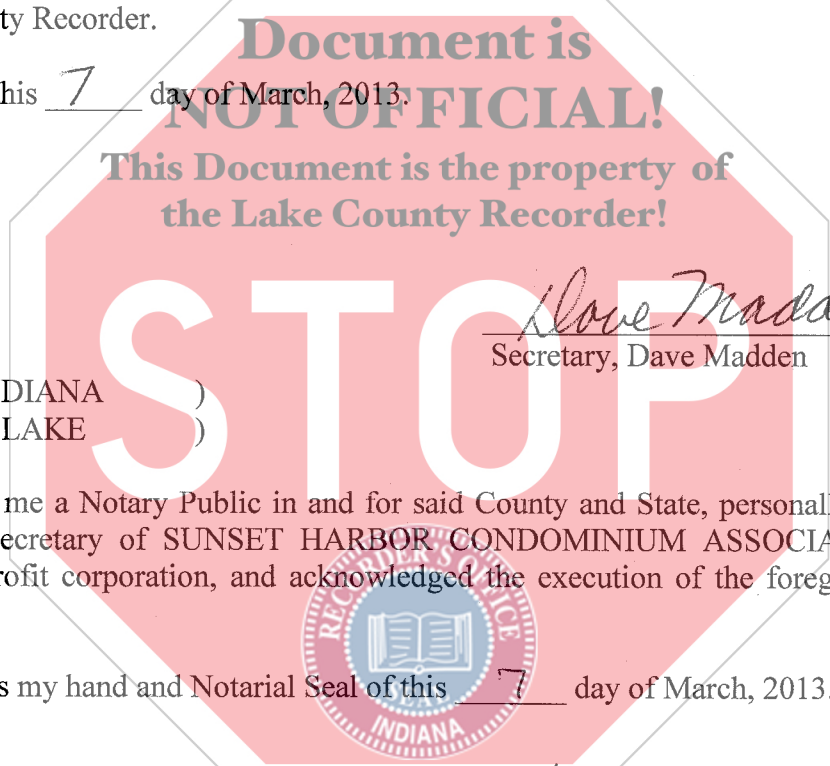 ty Recorder.
Document is
his 7 day of March, 2013.
NOT OFFICIAL!
This Document is the property of
the Lake County Recorder!
STOP
Dave Madd
Secretary, Dave Madden
DIANA )
LAKE )
me a Notary Public in and for said County and State, personall
ecretary of SUNSET HARBOR CONDOMINIUM ASSOCIA
rofit corporation, and acknowledged the execution of the foreg
RECORDER'S OFFICE
SEAL
INDIANA
s my hand and Notarial Seal of this 7 day of March, 2013.